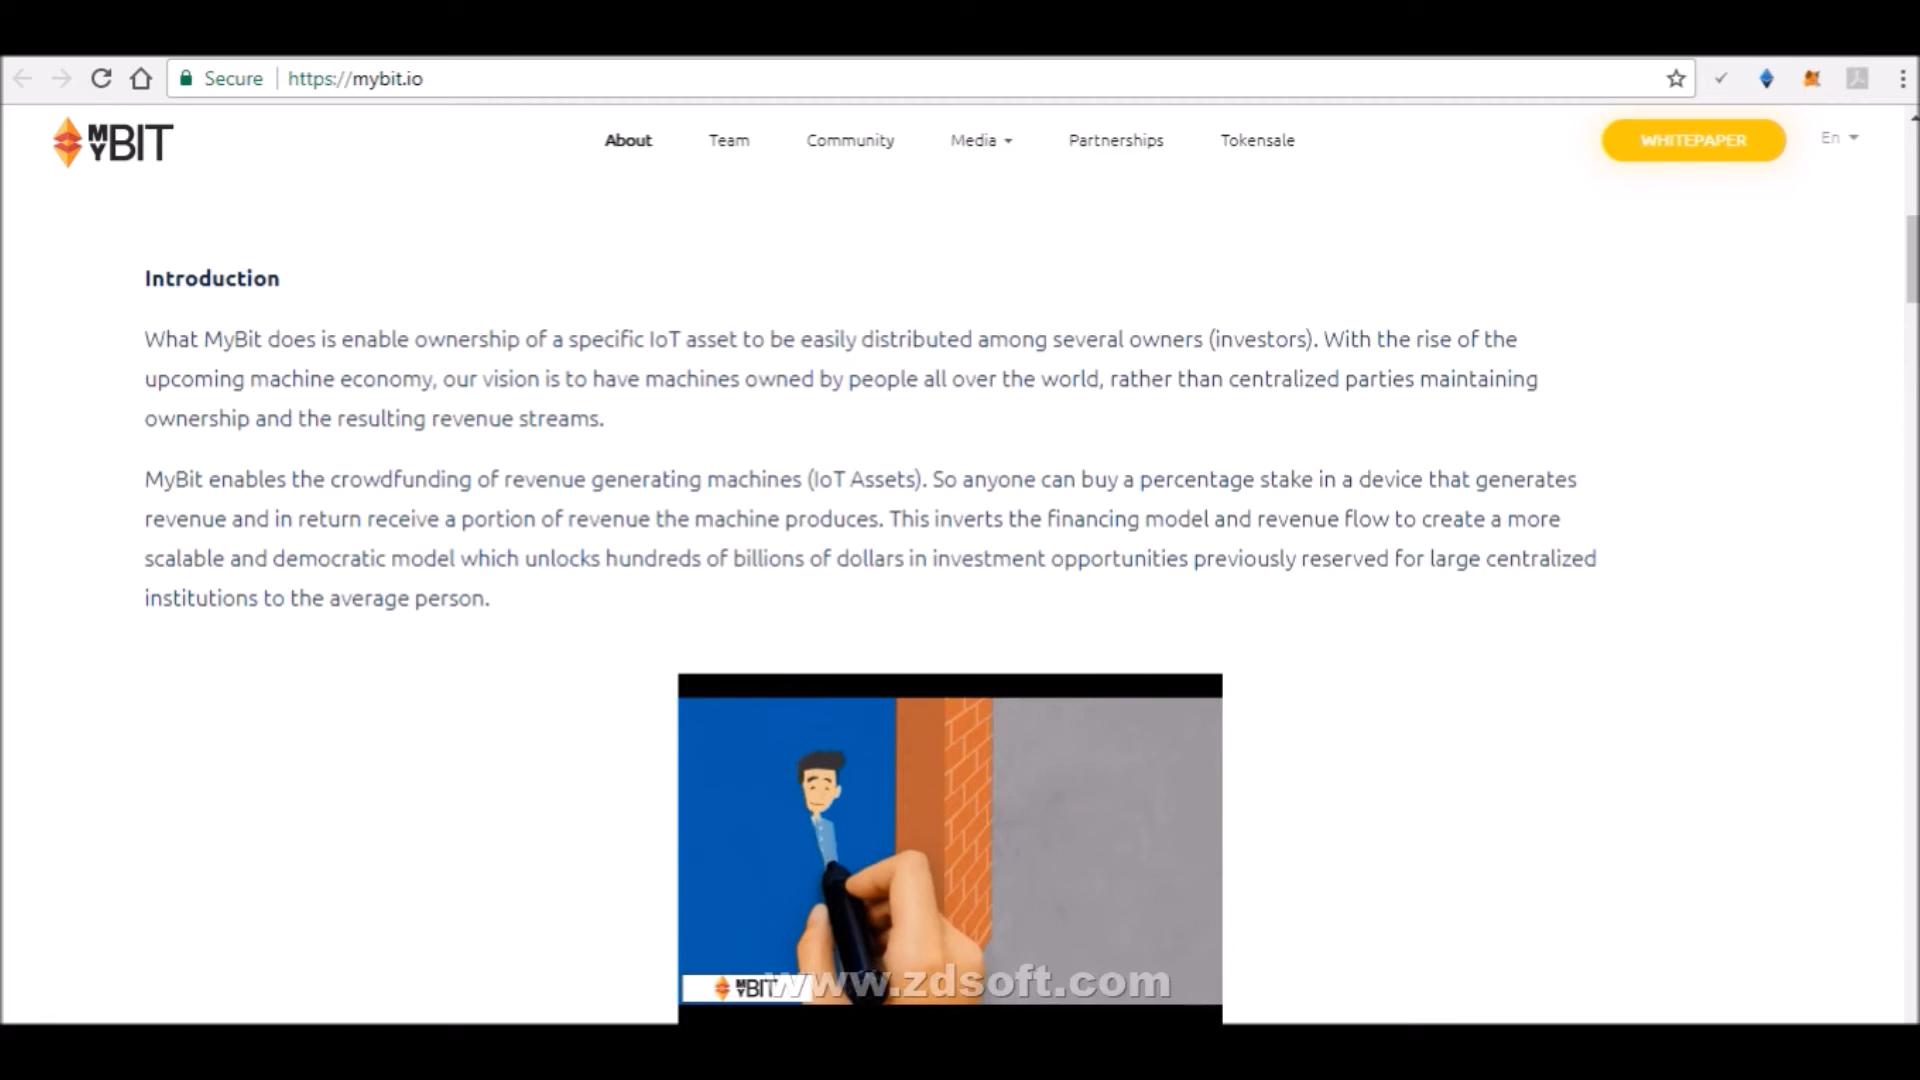 Secure https://mybit.io
MYBIT About Team Community Media Partnerships Tokensale WHITEPAPER En
Introduction
What MyBit does is enable ownership of a specific IoT asset to be easily distributed among several owners (investors). With the rise of the
upcoming machine economy, our vision is to have machines owned by people all over the world, rather than centralized parties maintaining
ownership and the resulting revenue streams.
MyBit enables the crowdfunding of revenue generating machines (IoT Assets). So anyone can buy a percentage stake in a device that generates
revenue and in return receive a portion of revenue the machine produces. This inverts the financing model and revenue flow to create a more
scalable and democratic model which unlocks hundreds of billions of dollars in investment opportunities previously reserved for large centralized
institutions to the average person.
MYBIT
www.zdsoft.com